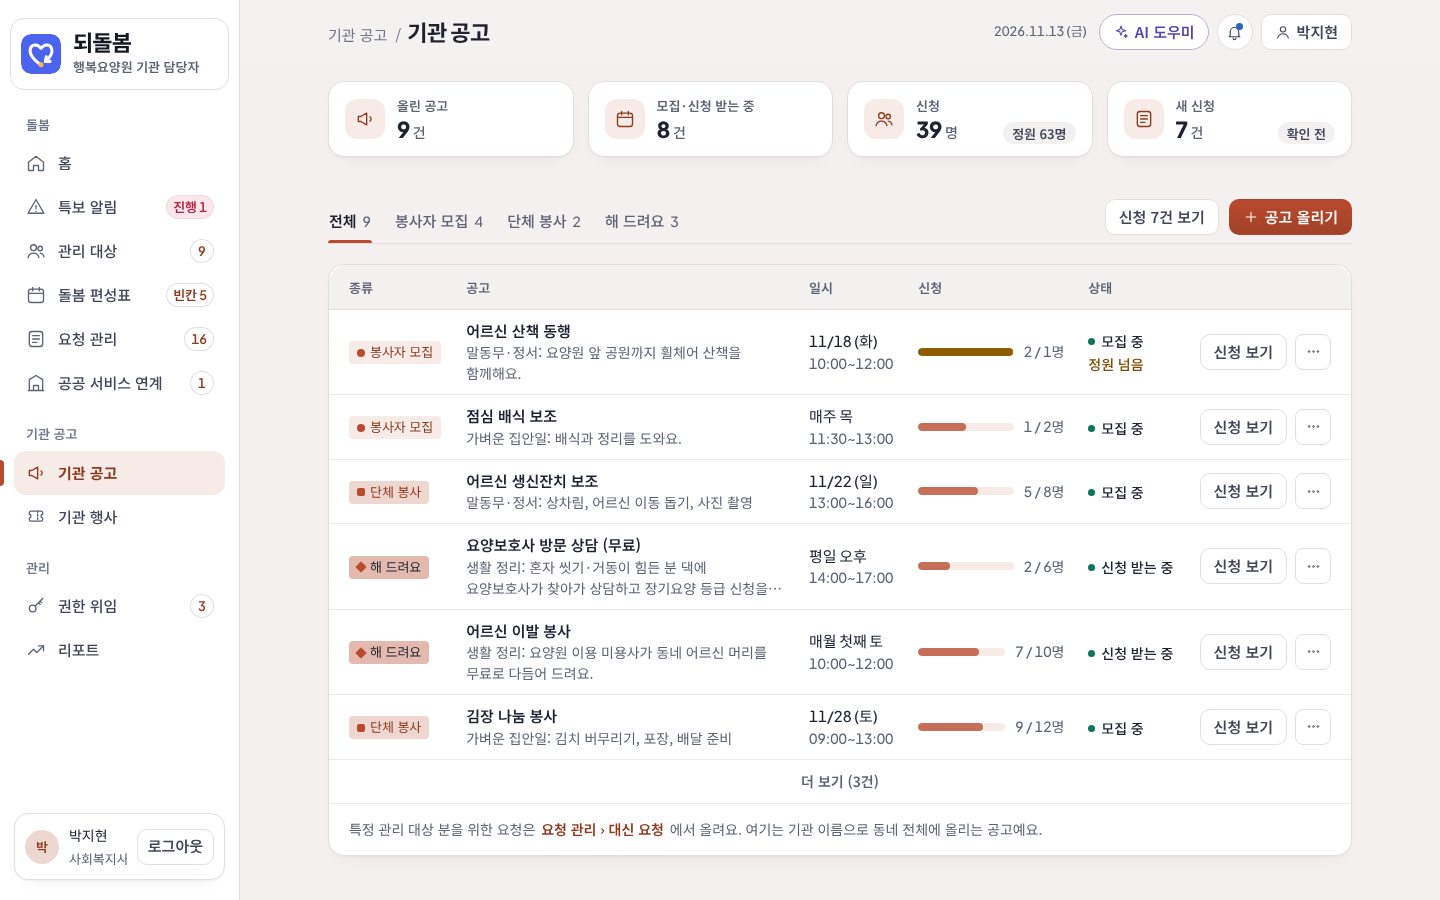 되돌봄
행복요양원 기관 담당자
돌봄
홈
특보 알림 진행 1
관리 대상 9
돌봄 편성표 빈칸 5
요청 관리 16
공공 서비스 연계 1
기관 공고
기관 공고
기관 행사
관리
권한 위임 3
리포트
박
박지현
사회복지사
로그아웃
기관 공고 / 기관 공고
2026.11.13 (금)
AI 도우미
박지현
올린 공고
9 건
모집·신청 받는 중
8 건
신청
39 명
정원 63명
새 신청
7 건
확인 전
전체 9 봉사자 모집 4 단체 봉사 2 해 드려요 3
신청 7건 보기
+ 공고 올리기
종류 공고 일시 신청 상태
봉사자 모집
어르신 산책 동행
말동무·정서: 요양원 앞 공원까지 휠체어 산책을
함께해요.
11/18 (화)
10:00~12:00
2 / 1명
모집 중
정원 넘음
신청 보기 ···
봉사자 모집
점심 배식 보조
가벼운 집안일: 배식과 정리를 도와요.
매주 목
11:30~13:00
1 / 2명
모집 중
신청 보기 ···
단체 봉사
어르신 생신잔치 보조
말동무·정서: 상차림, 어르신 이동 돕기, 사진 촬영
11/22 (일)
13:00~16:00
5 / 8명
모집 중
신청 보기 ···
해 드려요
요양보호사 방문 상담 (무료)
생활 정리: 혼자 씻기·거동이 힘든 분 댁에
요양보호사가 찾아가 상담하고 장기요양 등급 신청을…
평일 오후
14:00~17:00
2 / 6명
신청 받는 중
신청 보기 ···
해 드려요
어르신 이발 봉사
생활 정리: 요양원 이용 미용사가 동네 어르신 머리를
무료로 다듬어 드려요.
매월 첫째 토
10:00~12:00
7 / 10명
신청 받는 중
신청 보기 ···
단체 봉사
김장 나눔 봉사
가벼운 집안일: 김치 버무리기, 포장, 배달 준비
11/28 (토)
09:00~13:00
9 / 12명
모집 중
신청 보기 ···
더 보기 (3건)
특정 관리 대상 분을 위한 요청은 요청 관리 › 대신 요청 에서 올려요. 여기는 기관 이름으로 동네 전체에 올리는 공고예요.